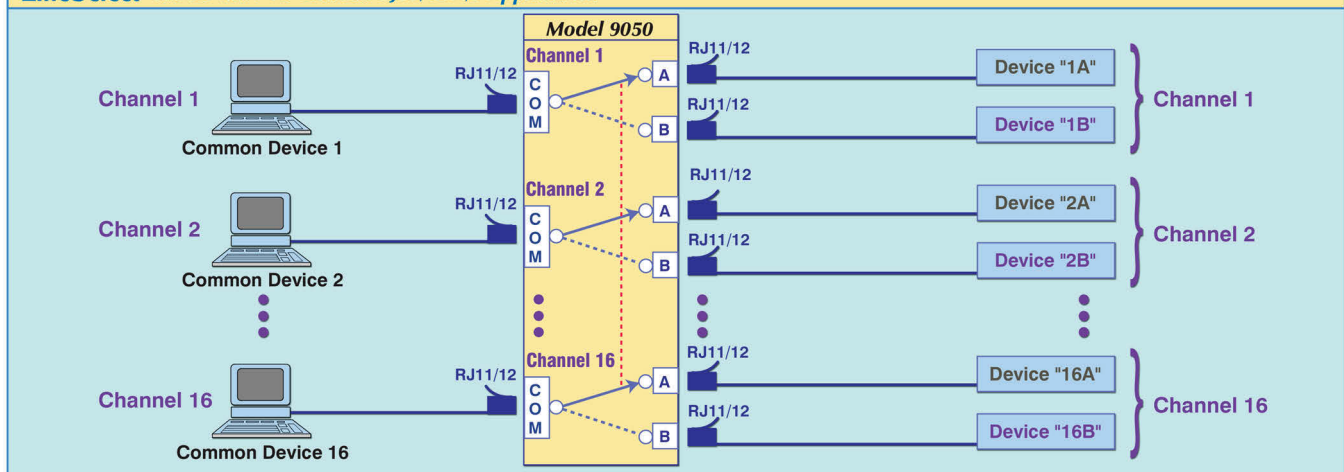 Model 9050
Channel 1
RJ11/12
Channel 1
COM
A
B
RJ11/12
RJ11/12
Device "1A"
Device "1B"
Channel 1
Common Device 1
Channel 2
RJ11/12
Channel 2
COM
A
B
RJ11/12
RJ11/12
Device "2A"
Device "2B"
Channel 2
Common Device 2
Channel 16
RJ11/12
Channel 16
COM
A
B
RJ11/12
RJ11/12
Device "16A"
Device "16B"
Channel 16
Common Device 16